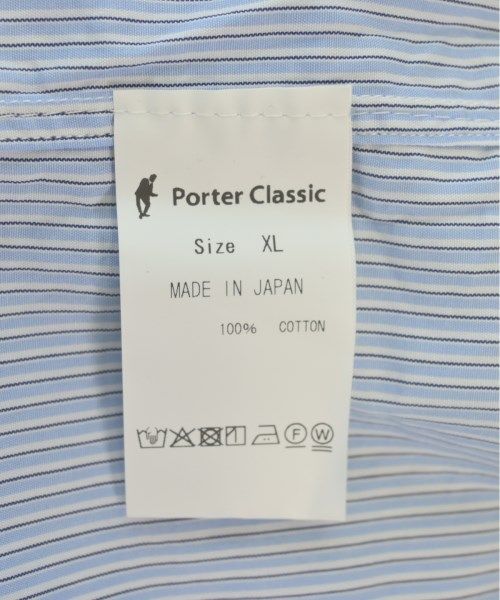 Porter Classic
Size XL
MADE IN JAPAN
100% COTTON
F W